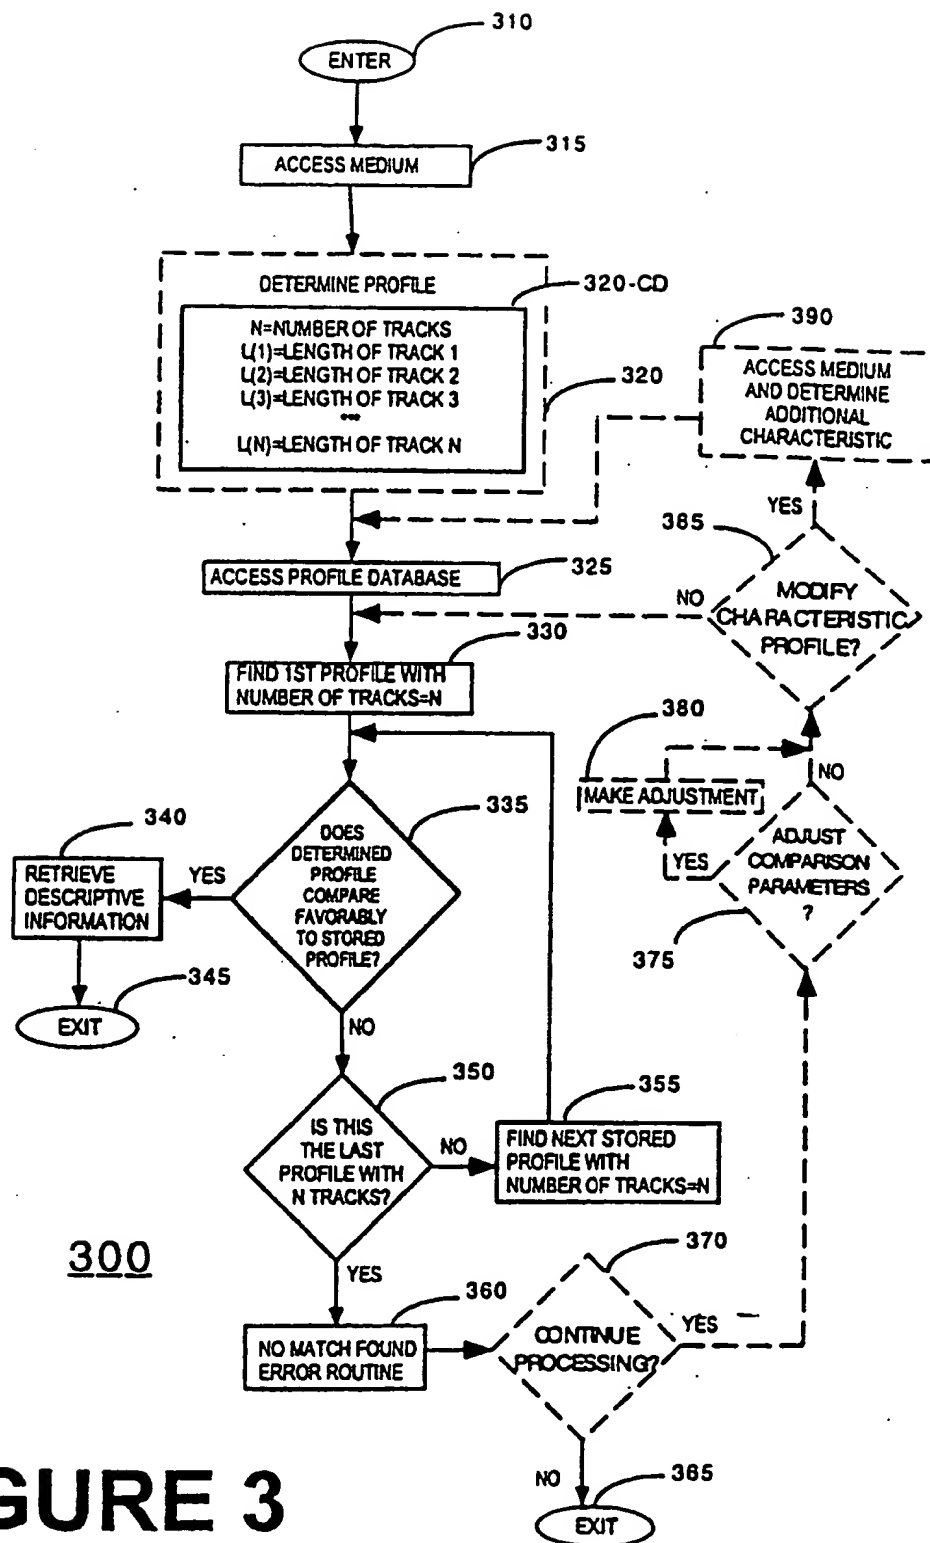 310
ENTER
315
ACCESS MEDIUM
DETERMINE PROFILE
320-CD
N=NUMBER OF TRACKS
L(1)=LENGTH OF TRACK 1
L(2)=LENGTH OF TRACK 2
L(3)=LENGTH OF TRACK 3
•••
L(N)=LENGTH OF TRACK N
320
390
ACCESS MEDIUM
AND DETERMINE
ADDITIONAL
CHARACTERISTIC
YES
385
MODIFY
CHARACTERISTIC
PROFILE?
NO
ACCESS PROFILE DATABASE
325
330
FIND 1ST PROFILE WITH
NUMBER OF TRACKS=N
380
MAKE ADJUSTMENT
NO
YES
ADJUST
COMPARISON
PARAMETERS
?
375
335
DOES
DETERMINED
PROFILE
COMPARE
FAVORABLY
TO STORED
PROFILE?
340
YES
RETRIEVE
DESCRIPTIVE
INFORMATION
345
EXIT
NO
350
IS THIS
THE LAST
PROFILE WITH
N TRACKS?
NO
355
FIND NEXT STORED
PROFILE WITH
NUMBER OF TRACKS=N
300
YES
360
NO MATCH FOUND
ERROR ROUTINE
370
CONTINUE
PROCESSING?
YES
NO
365
EXIT
GURE 3